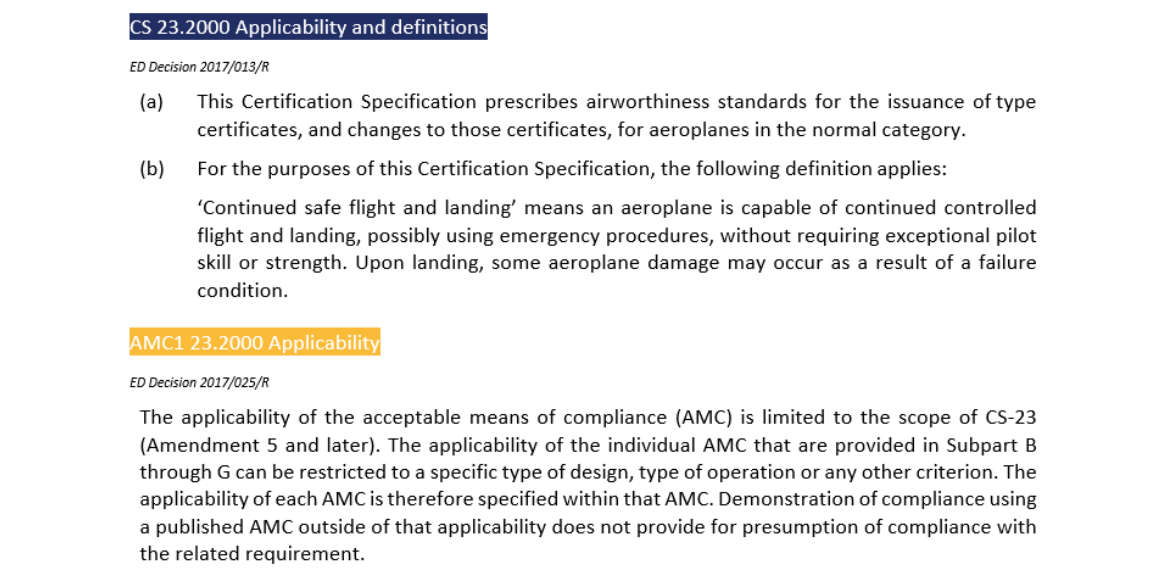 CS 23.2000 Applicability and definitions
ED Decision 2017/013/R
(a) This Certification Specification prescribes airworthiness standards for the issuance of type
certificates, and changes to those certificates, for aeroplanes in the normal category.
(b) For the purposes of this Certification Specification, the following definition applies:
‘Continued safe flight and landing’ means an aeroplane is capable of continued controlled
flight and landing, possibly using emergency procedures, without requiring exceptional pilot
skill or strength. Upon landing, some aeroplane damage may occur as a result of a failure
condition.
AMC1 23.2000 Applicability
ED Decision 2017/025/R
The applicability of the acceptable means of compliance (AMC) is limited to the scope of CS-23
(Amendment 5 and later). The applicability of the individual AMC that are provided in Subpart B
through G can be restricted to a specific type of design, type of operation or any other criterion. The
applicability of each AMC is therefore specified within that AMC. Demonstration of compliance using
a published AMC outside of that applicability does not provide for presumption of compliance with
the related requirement.